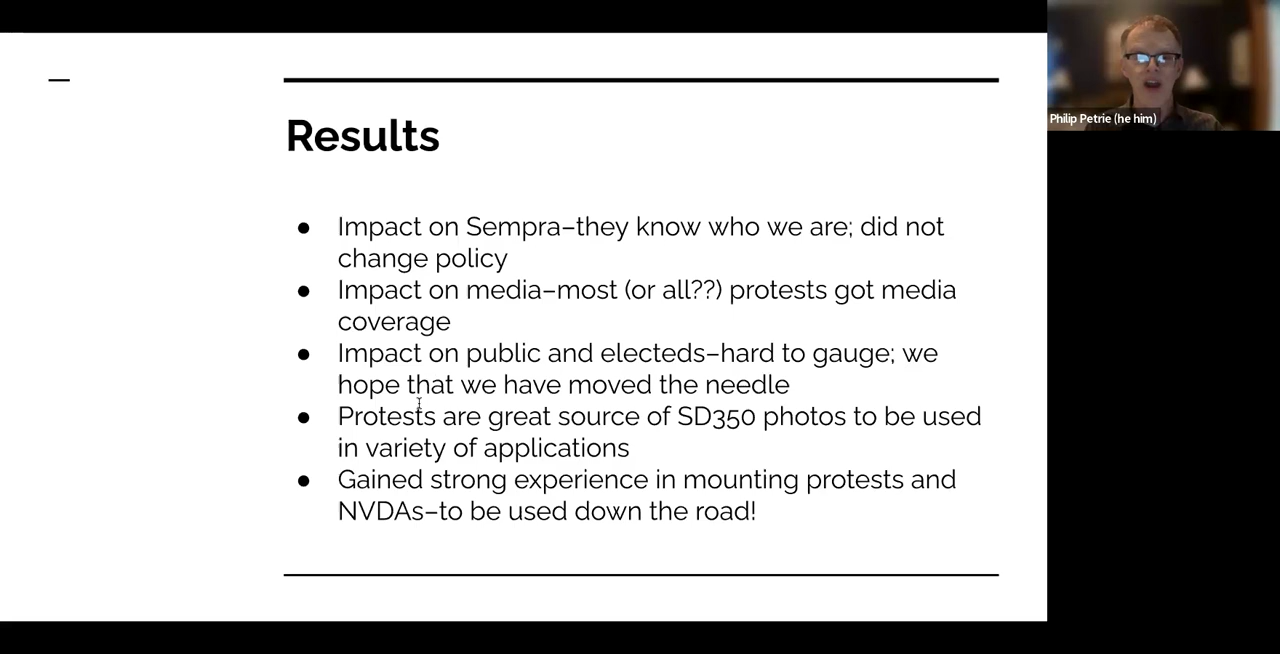 Results
● Impact on Sempra–they know who we are; did not
change policy
● Impact on media–most (or all??) protests got media
coverage
● Impact on public and electeds–hard to gauge; we
hope that we have moved the needle
● Protests are great source of SD350 photos to be used
in variety of applications
● Gained strong experience in mounting protests and
NVDAs–to be used down the road!
Philip Petrie (he him)